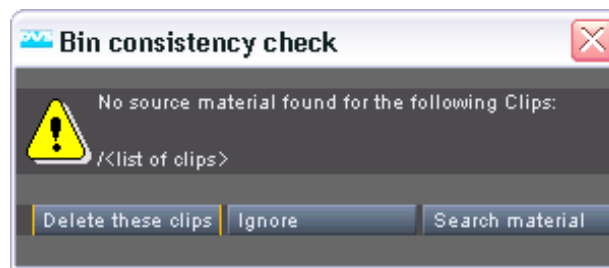 DVS Bin consistency check
No source material found for the following Clips:
/<list of clips>
Delete these clips Ignore Search material